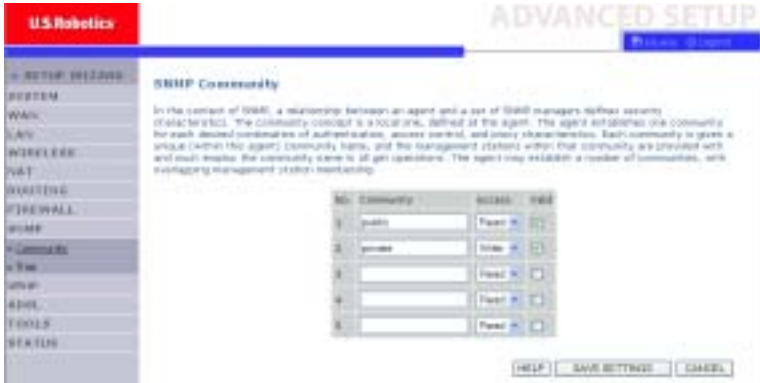 U.S.Robotics
ADVANCED SETUP
Home Logout
» SETUP WIZARD
SYSTEM
WAN
LAN
WIRELESS
NAT
ROUTING
FIREWALL
SNMP
» Community
» Trap
UPNP
ADSL
TOOLS
STATUS
SNMP Community
In the context of SNMP, a relationship between an agent and a set of SNMP managers defines security
characteristics. The community concept is a local one, defined at the agent. The agent establishes one community
for each desired combination of authentication, access control, and proxy characteristics. Each community is given a
unique (within this agent) community name, and the management stations within that community are provided with
and must employ the community name in all get operations. The agent may establish a number of communities, with
overlapping management station membership.
No. Community Access Valid
1 public Read
2 private Write
3 Read
4 Read
5 Read
HELP SAVE SETTINGS CANCEL